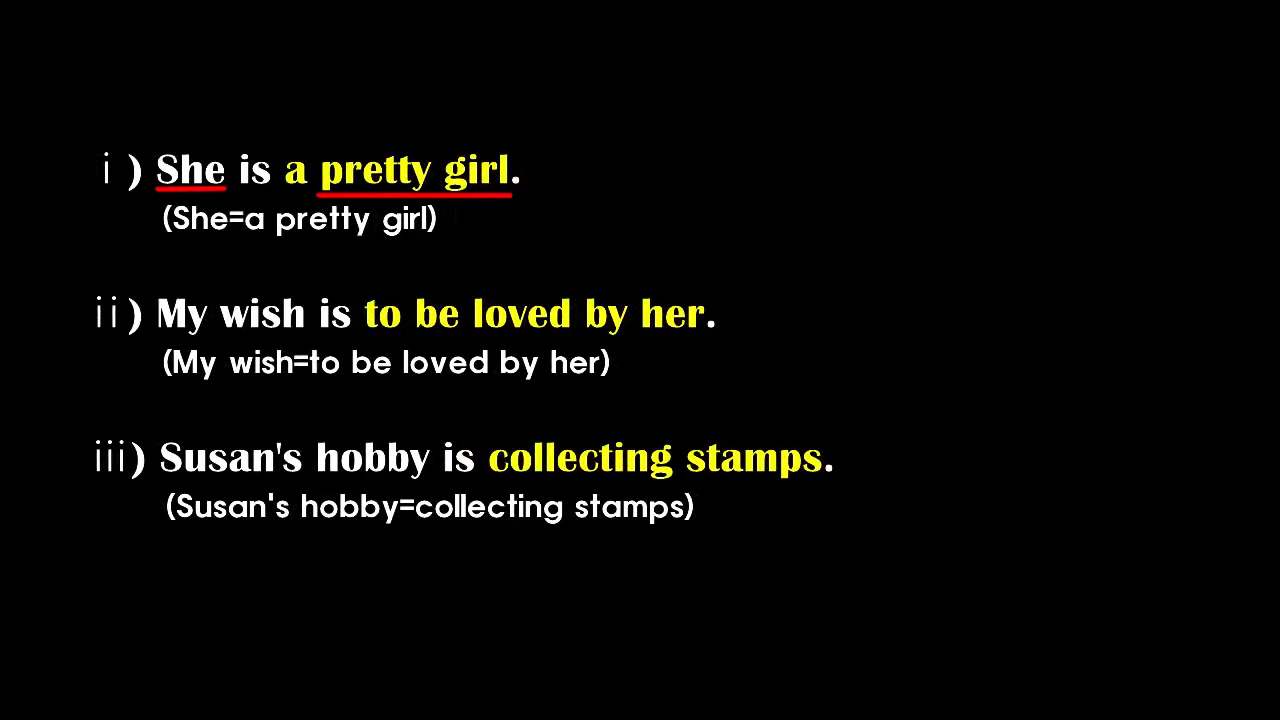 i) She is a pretty girl.
(She=a pretty girl)
ii) My wish is to be loved by her.
(My wish=to be loved by her)
iii) Susan's hobby is collecting stamps.
(Susan's hobby=collecting stamps)